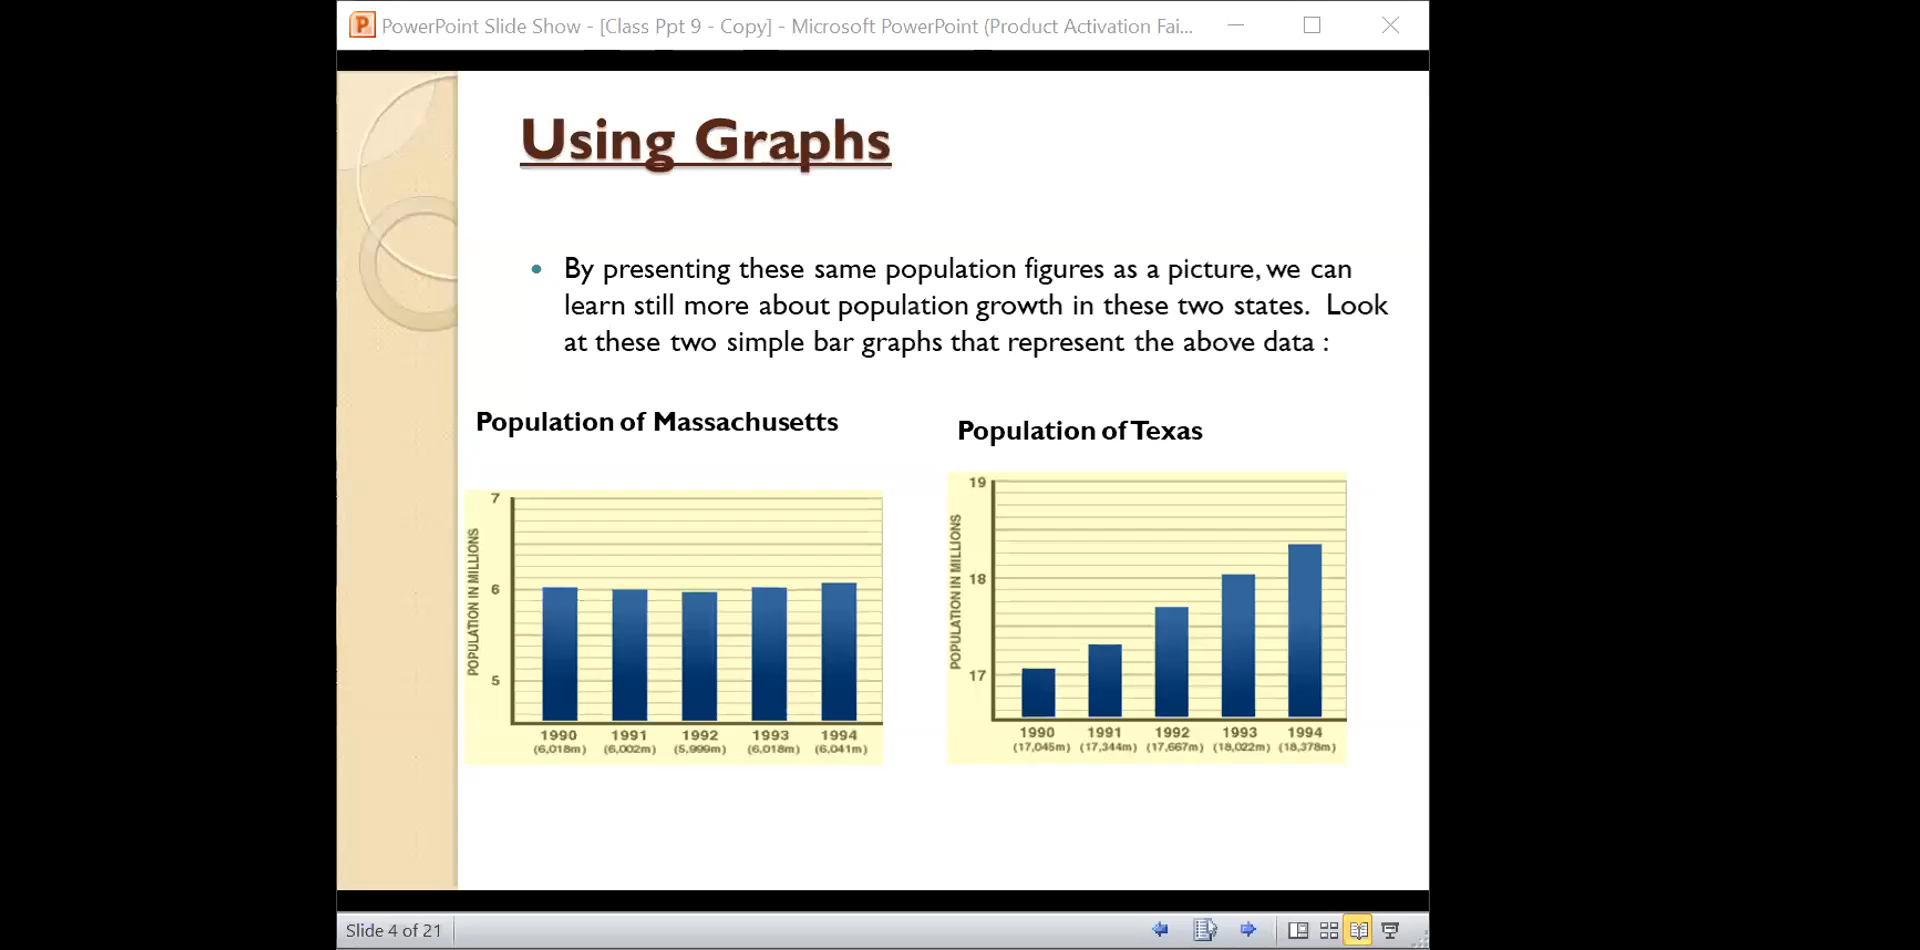 PowerPoint Slide Show - [Class Ppt 9 - Copy] - Microsoft PowerPoint (Product Activation Fai...
Using Graphs
• By presenting these same population figures as a picture, we can
learn still more about population growth in these two states. Look
at these two simple bar graphs that represent the above data :
Population of Massachusetts
POPULATION IN MILLIONS
7
6
5
1990 1991 1992 1993 1994
(6,018m) (6,002m) (5,999m) (6,018m) (6,041m)
Population of Texas
POPULATION IN MILLIONS
19
18
17
1990 1991 1992 1993 1994
(17,045m) (17,344m) (17,667m) (18,022m) (18,378m)
Slide 4 of 21